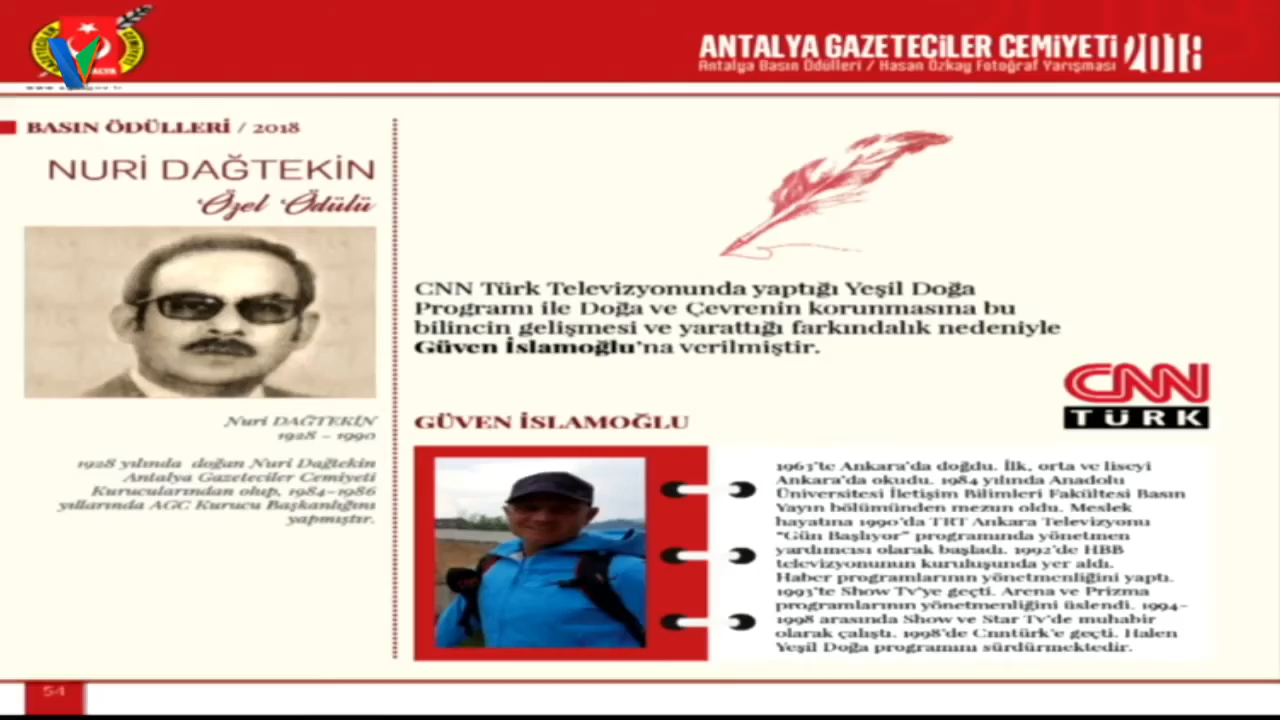 ANTALYA GAZETECİLER CEMİYETİ 2018
Antalya Basın Ödülleri / Hasan Özkay Fotoğraf Yarışması
BASIN ÖDÜLLERİ / 2018
NURİ DAĞTEKİN
Özel Ödülü
Nuri DAĞTEKİN
1928 - 1990
1928 yılında doğan Nuri Dağtekin
Antalya Gazeteciler Cemiyeti
Kurucularından olup, 1984-1986
yıllarında AGC Kurucu Başkanlığını
yapmıştır.
CNN Türk Televizyonunda yaptığı Yeşil Doğa
Programı ile Doğa ve Çevrenin korunmasına bu
bilincin gelişmesi ve yarattığı farkındalık nedeniyle
Güven İslamoğlu'na verilmiştir.
CNN
TÜRK
GÜVEN İSLAMOĞLU
1963'te Ankara'da doğdu. İlk, orta ve liseyi
Ankara'da okudu. 1984 yılında Anadolu
Üniversitesi İletişim Bilimleri Fakültesi Basın
Yayın bölümünden mezun oldu. Meslek
hayatına 1990'da TRT Ankara Televizyonu
"Gün Başlıyor" programında yönetmen
yardımcısı olarak başladı. 1992'de HBB
televizyonunun kuruluşunda yer aldı.
Haber programlarının yönetmenliğini yaptı.
1993'te Show Tv'ye geçti. Arena ve Prizma
programlarının yönetmenliğini üslendi. 1994-
1998 arasında Show ve Star Tv'de muhabir
olarak çalıştı. 1998'de Cnntürk'e geçti. Halen
Yeşil Doğa programını sürdürmektedir.
54